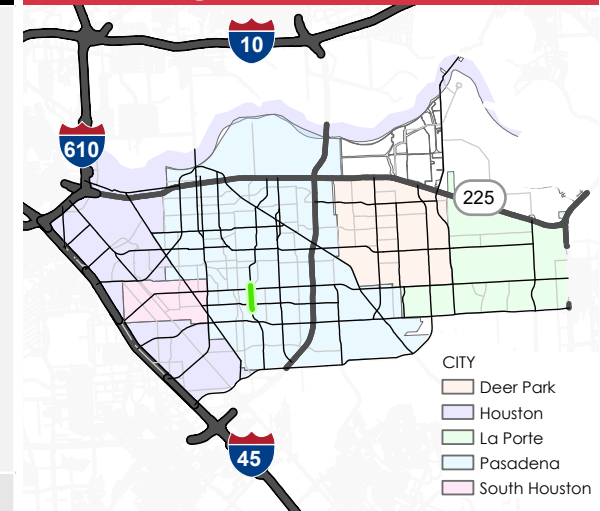 10
610
225
CITY
Deer Park
Houston
La Porte
Pasadena
South Houston
45